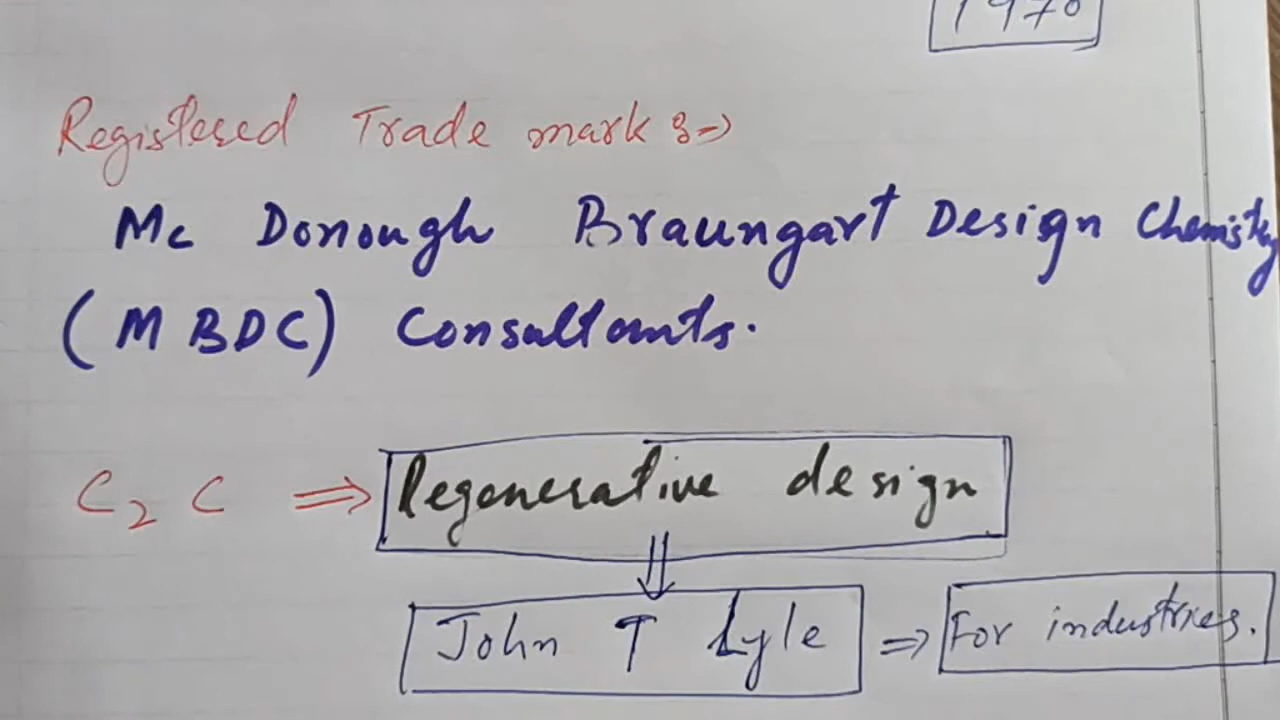 1970
Registered Trade mark :->
Mc Donough Braungart Design Chemistry
(MBDC) Consultants.
C2C => Regenerative design
John T Lyle => For industries.